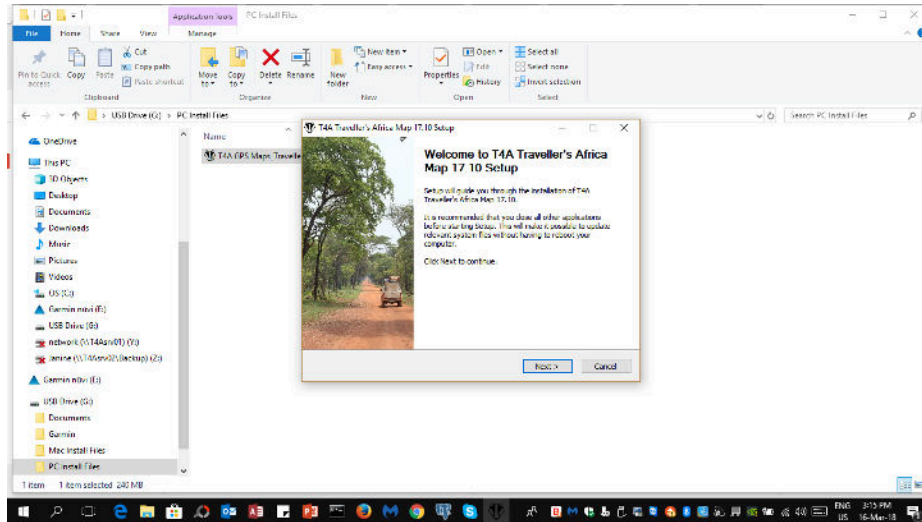 Application Tools
PC Install Files
File
Home
Share
View
Manage
Pin to Quick access
Copy
Paste
Cut
Copy path
Paste shortcut
Move to
Copy to
Delete
Rename
New folder
New item
Easy access
Properties
Open
Edit
History
Select all
Select none
Invert selection
Clipboard
Organize
New
Open
Select
USB Drive (G:) > PC Install Files
Search PC Install Files
Name
OneDrive
This PC
3D Objects
Desktop
Documents
Downloads
Music
Pictures
Videos
OS (C:)
Garmin nüvi (E:)
USB Drive (G:)
network (\\T4Asrv01) (Y:)
Janine (\\T4Asrv02\Backup) (Z:)
Garmin nüvi (E:)
USB Drive (G:)
Documents
Garmin
Mac Install Files
PC Install Files
T4A GPS Maps Travelle
T4A Traveller's Africa Map 17.10 Setup
Welcome to T4A Traveller's Africa
Map 17.10 Setup
Setup will guide you through the installation of T4A
Traveller's Africa Map 17.10.
It is recommended that you close all other applications
before starting Setup. This will make it possible to update
relevant system files without having to reboot your
computer.
Click Next to continue.
Next >
Cancel
1 item
1 item selected 240 MB
ENG
US
3:15 PM
16-Mar-18